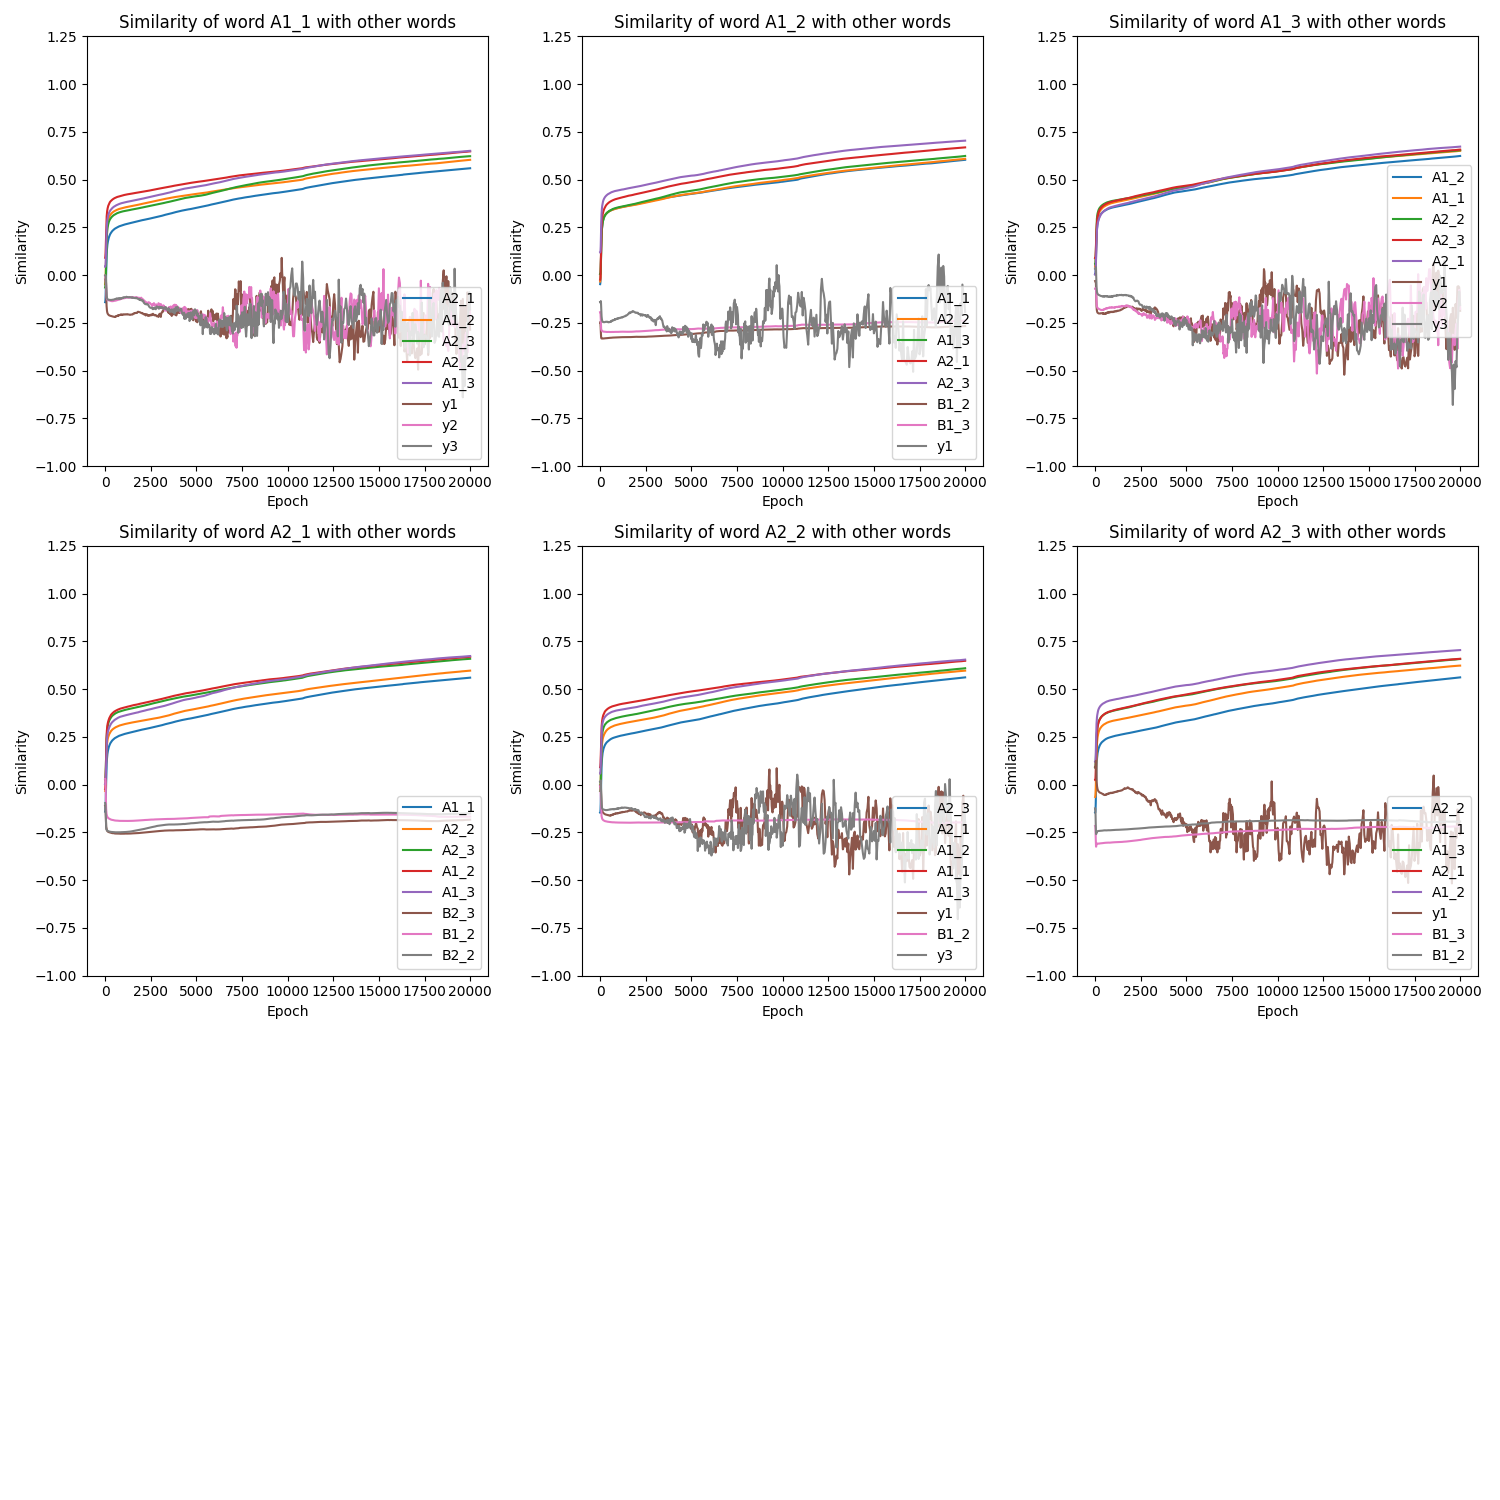 Similarity of word A1_1 with other words
1.25
1.00
0.75
0.50
0.25
0.00
−0.25
−0.50
−0.75
−1.00
Similarity
0 2500 5000 7500 10000 12500 15000 17500 20000
Epoch
A2_1
A1_2
A2_3
A2_2
A1_3
y1
y2
y3
Similarity of word A1_2 with other words
1.25
1.00
0.75
0.50
0.25
0.00
−0.25
−0.50
−0.75
−1.00
Similarity
0 2500 5000 7500 10000 12500 15000 17500 20000
Epoch
A1_1
A2_2
A1_3
A2_1
A2_3
B1_2
B1_3
y1
Similarity of word A1_3 with other words
1.25
1.00
0.75
0.50
0.25
0.00
−0.25
−0.50
−0.75
−1.00
Similarity
0 2500 5000 7500 10000 12500 15000 17500 20000
Epoch
A1_2
A1_1
A2_2
A2_3
A2_1
y1
y2
y3
Similarity of word A2_1 with other words
1.25
1.00
0.75
0.50
0.25
0.00
−0.25
−0.50
−0.75
−1.00
Similarity
0 2500 5000 7500 10000 12500 15000 17500 20000
Epoch
A1_1
A2_2
A2_3
A1_2
A1_3
B2_3
B1_2
B2_2
Similarity of word A2_2 with other words
1.25
1.00
0.75
0.50
0.25
0.00
−0.25
−0.50
−0.75
−1.00
Similarity
0 2500 5000 7500 10000 12500 15000 17500 20000
Epoch
A2_3
A2_1
A1_2
A1_1
A1_3
y1
B1_2
y3
Similarity of word A2_3 with other words
1.25
1.00
0.75
0.50
0.25
0.00
−0.25
−0.50
−0.75
−1.00
Similarity
0 2500 5000 7500 10000 12500 15000 17500 20000
Epoch
A2_2
A1_1
A1_3
A2_1
A1_2
y1
B1_3
B1_2